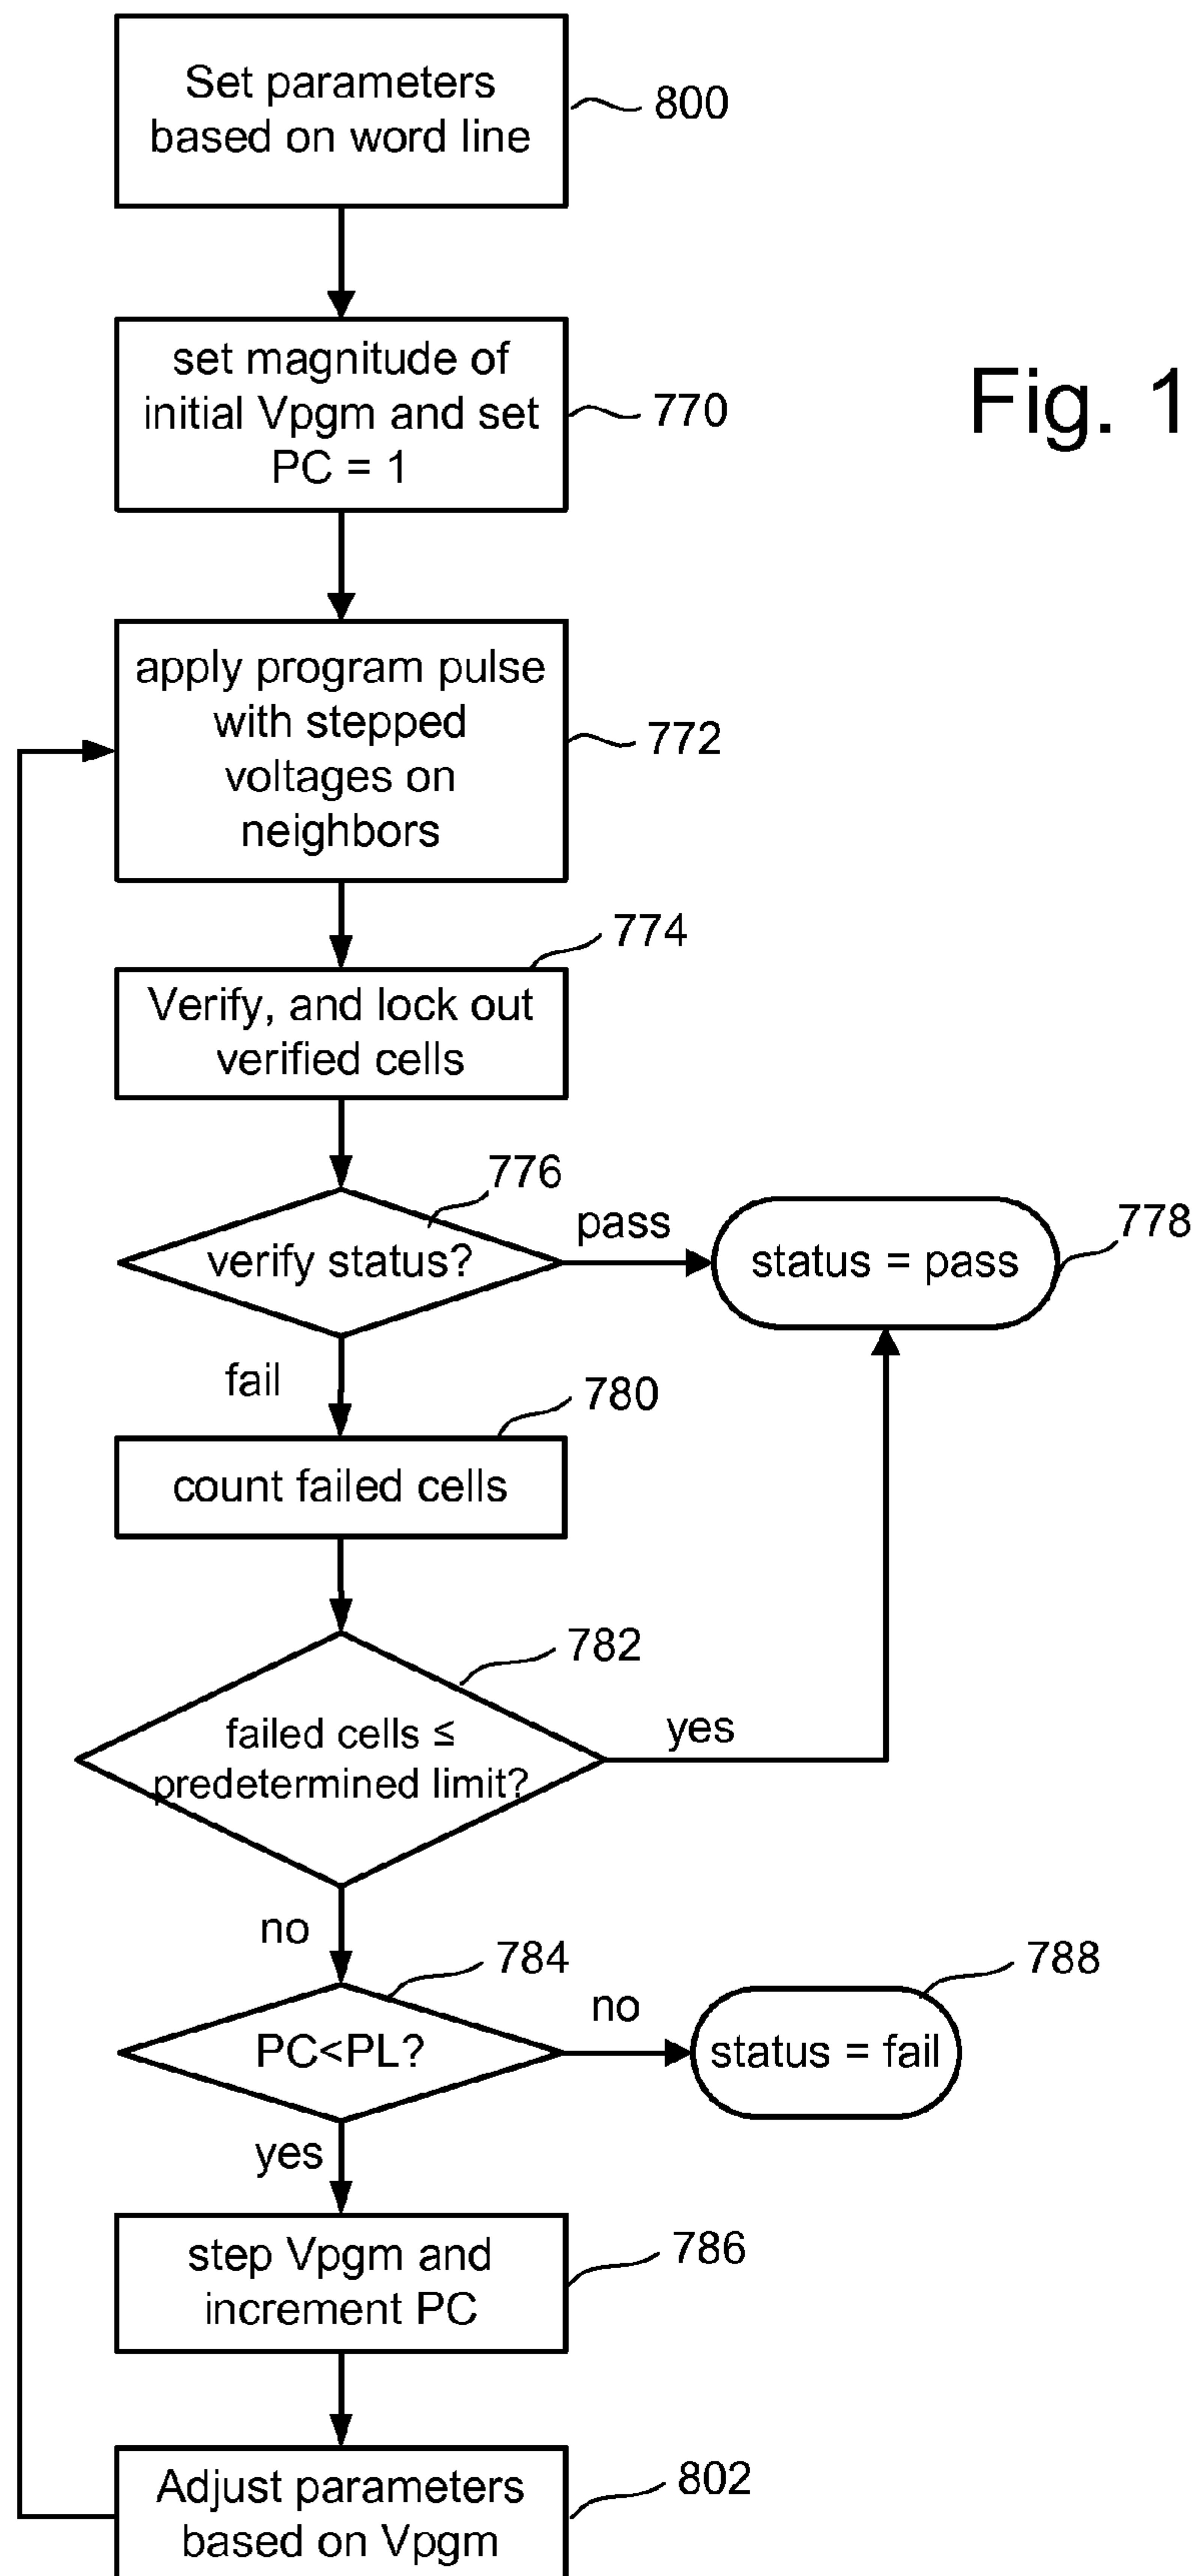 Set parameters
based on word line
800
set magnitude of
initial Vpgm and set
PC = 1
770
Fig. 1
apply program pulse
with stepped
voltages on
neighbors
772
774
Verify, and lock out
verified cells
776
verify status?
pass
status = pass
778
fail
780
count failed cells
782
failed cells ≤
predetermined limit?
yes
no
784
PC<PL?
no
788
status = fail
yes
step Vpgm and
increment PC
786
Adjust parameters
based on Vpgm
802